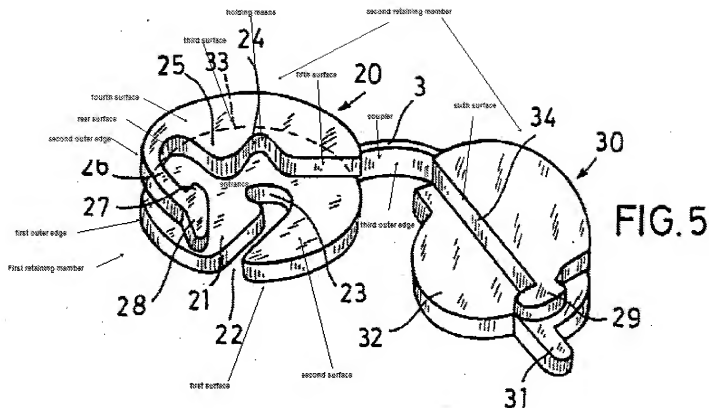 holding means
second retaining member
third surface
33
24
25
20
fifth surface
3
fourth surface
coupler
sixth surface
34
rear surface
30
second outer edge
26
entrance
27
FIG.5
first outer edge
third outer edge
First retaining member
28
21
23
22
32
29
first surface
second surface
31